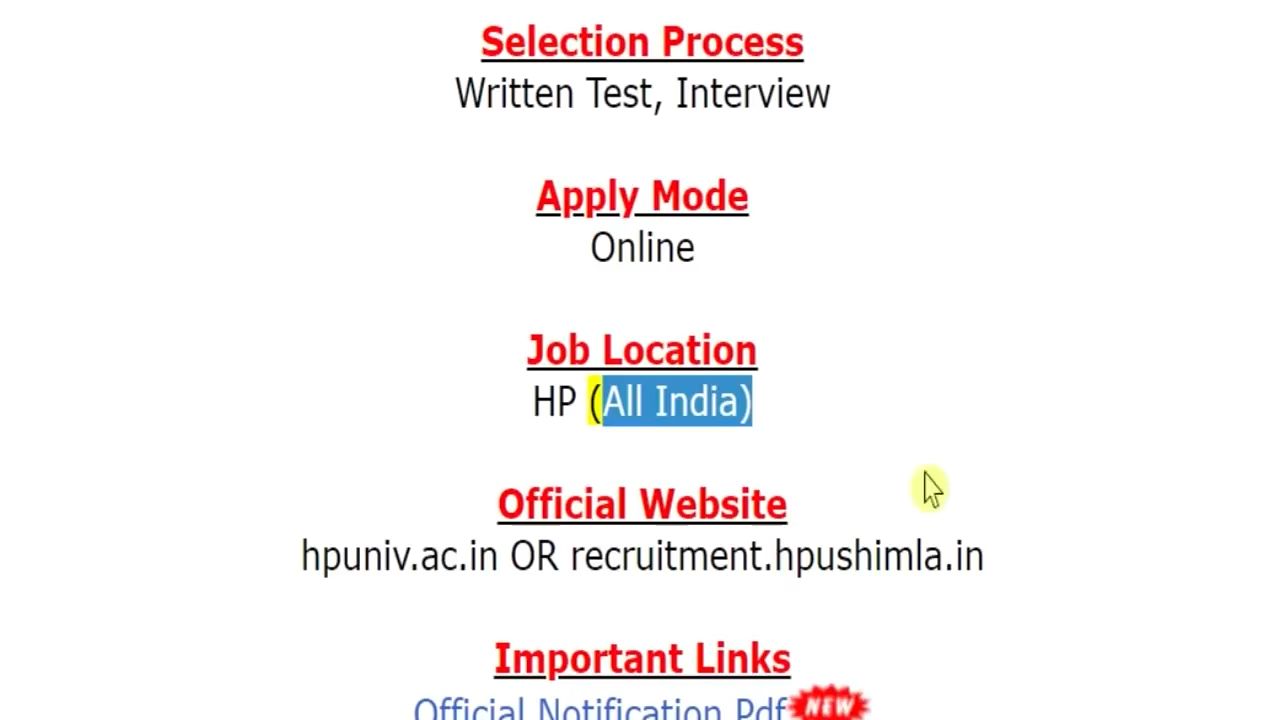 Selection Process
Written Test, Interview
Apply Mode
Online
Job Location
HP (All India)
Official Website
hpuniv.ac.in OR recruitment.hpushimla.in
Important Links
Official Notification Pdf NEW